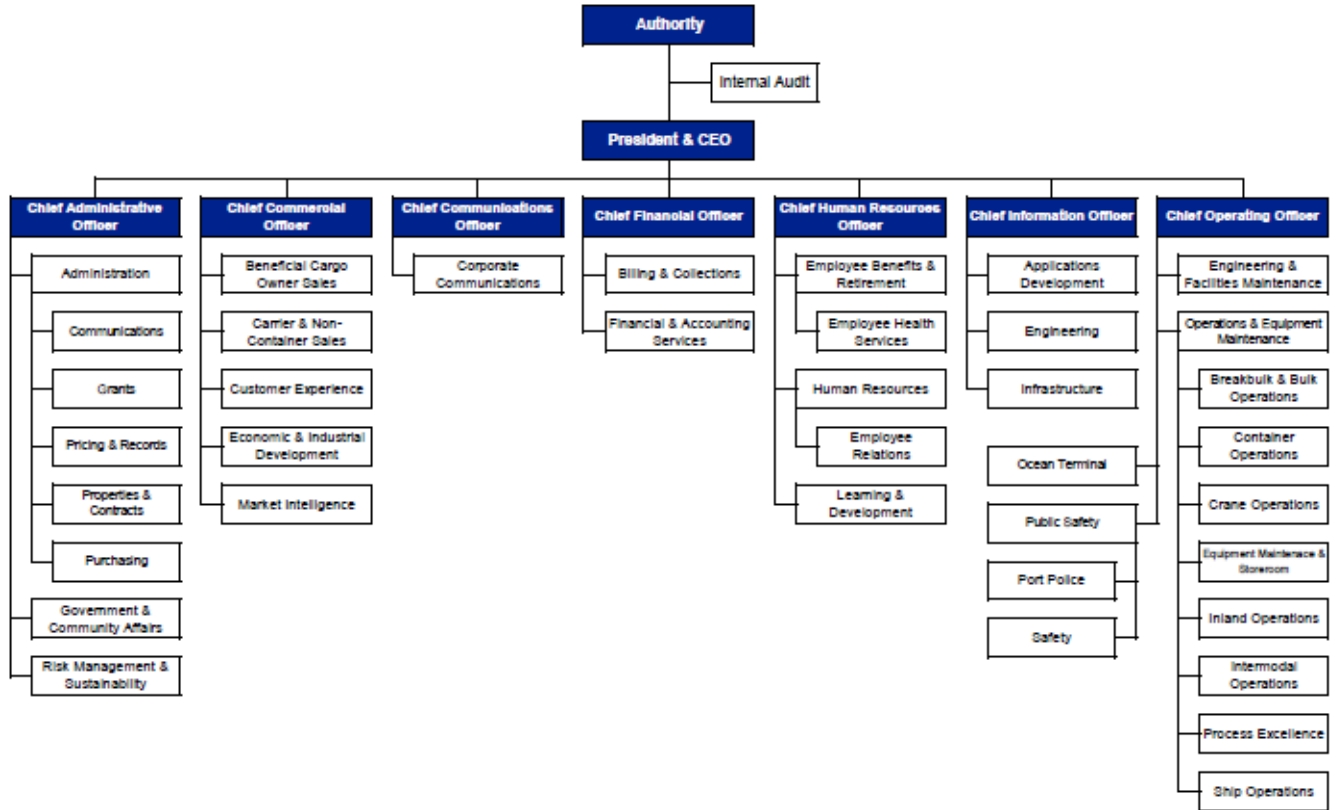 Authority
Internal Audit
President & CEO
Chief Administrative
Officer
Administration
Communications
Grants
Pricing & Records
Properties &
Contracts
Purchasing
Government &
Community Affairs
Risk Management &
Sustainability
Chief Commercial
Officer
Beneficial Cargo
Owner Sales
Carrier & Non-
Container Sales
Customer Experience
Economic & Industrial
Development
Market Intelligence
Chief Communications
Officer
Corporate
Communications
Chief Financial Officer
Billing & Collections
Financial & Accounting
Services
Chief Human Resources
Officer
Employee Benefits &
Retirement
Employee Health
Services
Human Resources
Employee
Relations
Learning &
Development
Chief Information Officer
Applications
Development
Engineering
Infrastructure
Chief Operating Officer
Engineering &
Facilities Maintenance
Operations & Equipment
Maintenance
Breakbulk & Bulk
Operations
Container
Operations
Crane Operations
Equipment Maintenace &
Storeroom
Inland Operations
Intermodal
Operations
Process Excellence
Ship Operations
Ocean Terminal
Public Safety
Port Police
Safety